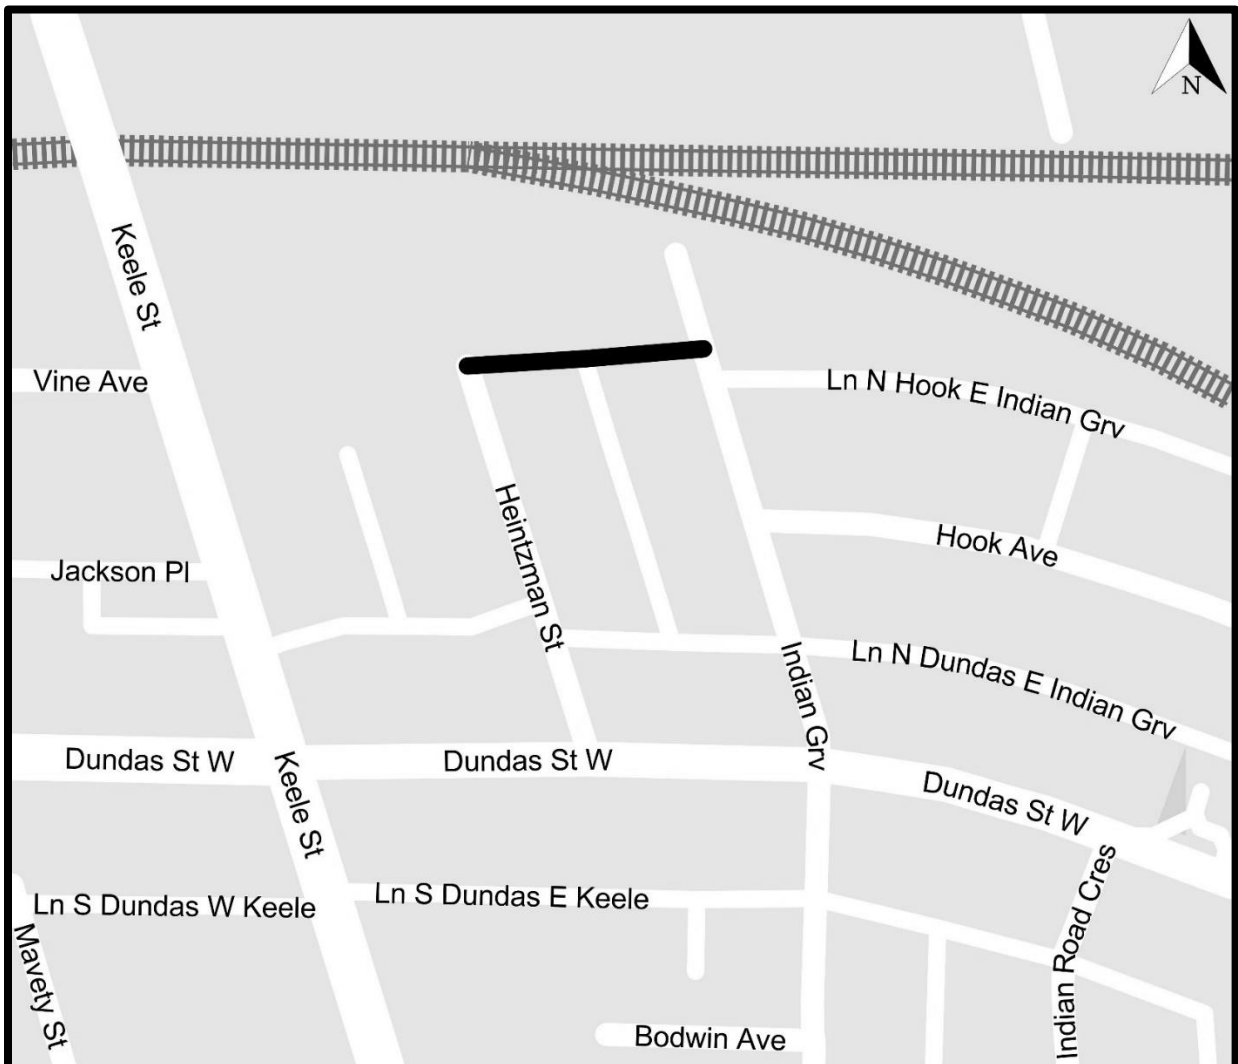 N
Keele St
Vine Ave
Ln N Hook E Indian Grv
Heintzman St
Hook Ave
Jackson Pl
Indian Grv
Ln N Dundas E Indian Grv
Dundas St W
Keele St
Dundas St W
Dundas St W
Ln S Dundas W Keele
Ln S Dundas E Keele
Indian Road Cres
Mavety St
Bodwin Ave